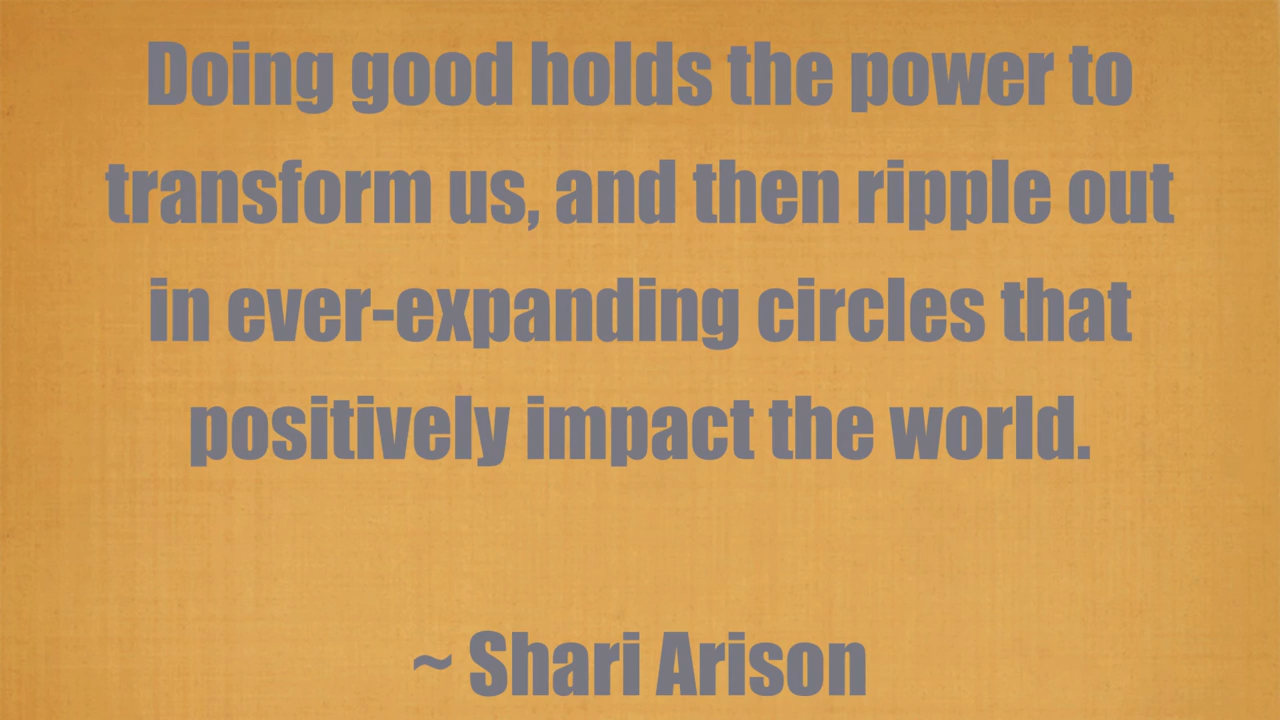 Doing good holds the power to
transform us, and then ripple out
in ever-expanding circles that
positively impact the world.
~ Shari Arison